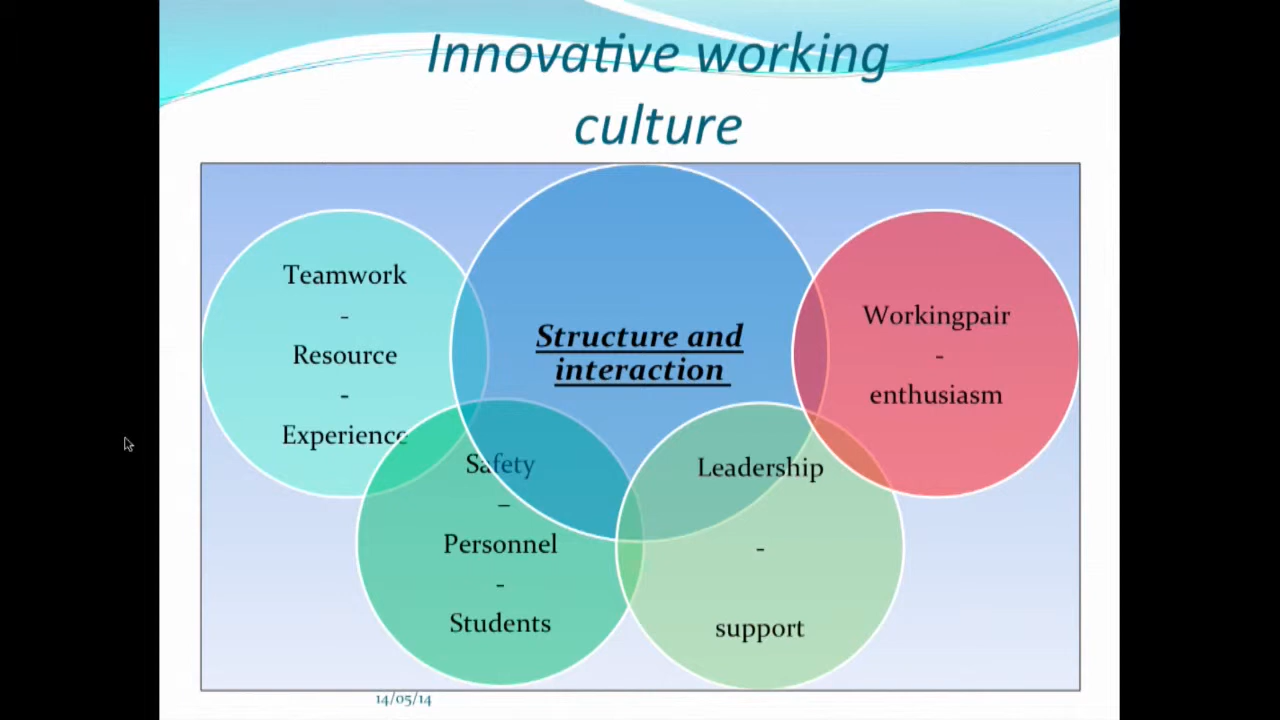 Innovative working
culture
Teamwork
-
Resource
-
Experience
Structure and
interaction
Workingpair
-
enthusiasm
Safety
–
Personnel
-
Students
Leadership
-
support
14/05/14